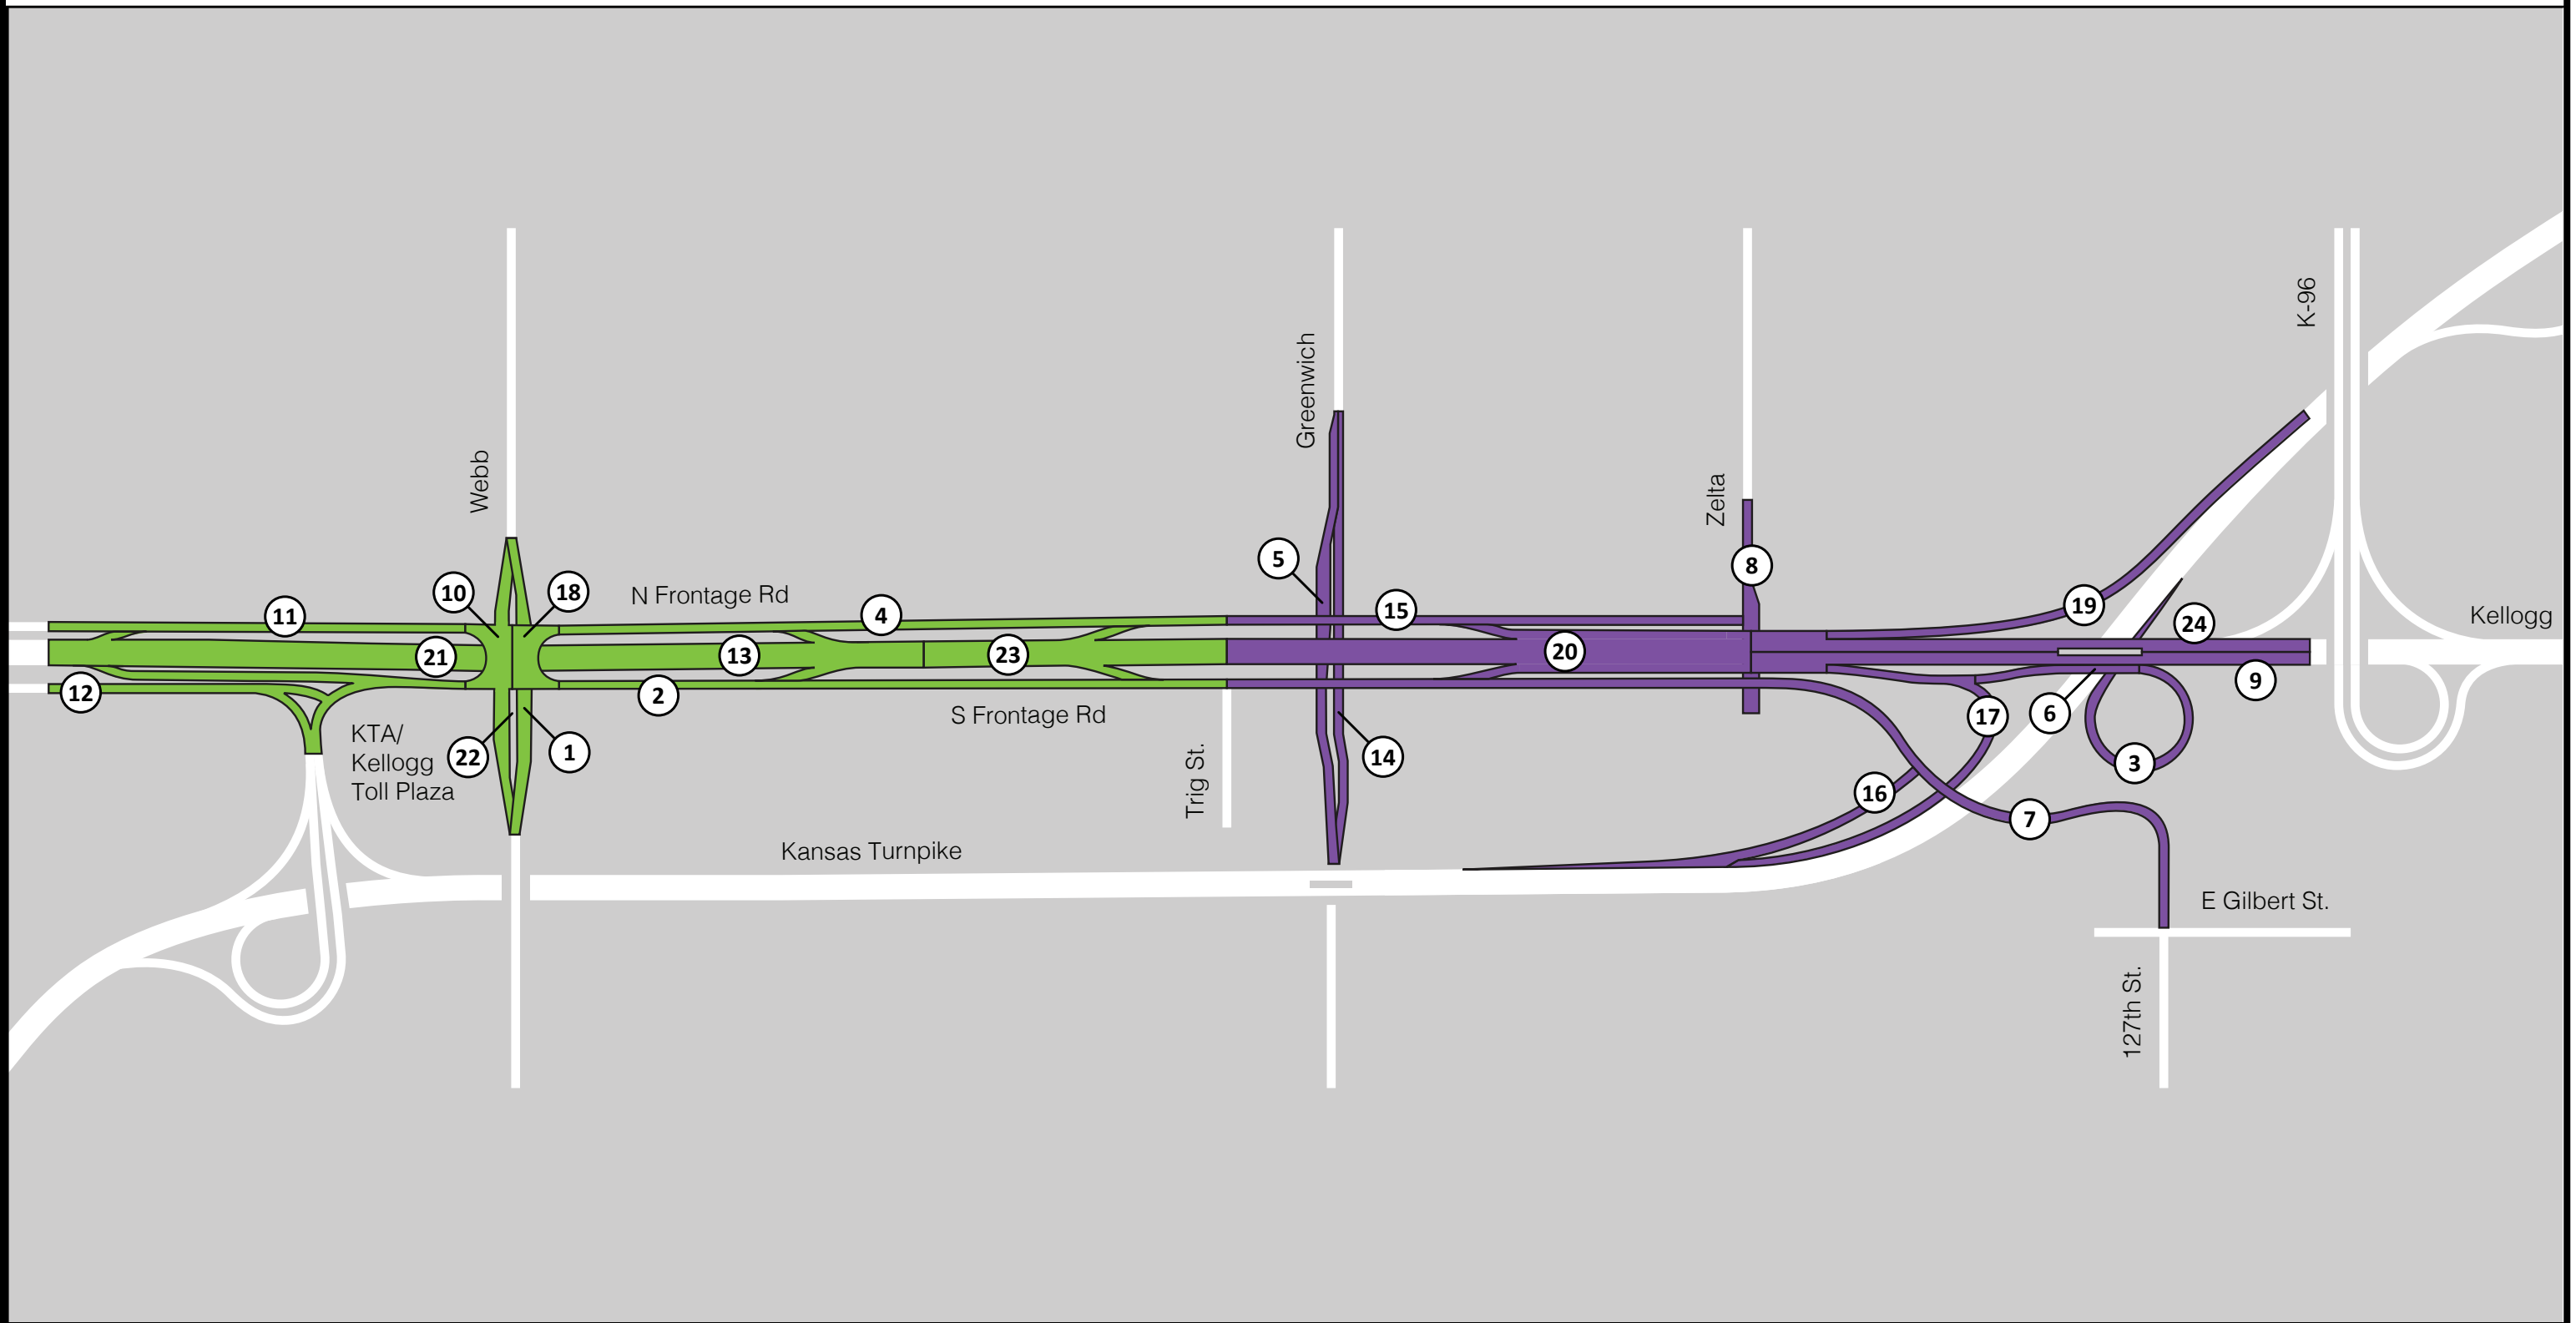 K-96
Greenwich
Webb
Zelta
5
8
10
18
N Frontage Rd
11
4
15
19
24
Kellogg
21
13
23
20
12
2
9
S Frontage Rd
17
6
KTA/
Kellogg
Toll Plaza
22
1
Trig St.
14
3
16
7
Kansas Turnpike
E Gilbert St.
127th St.